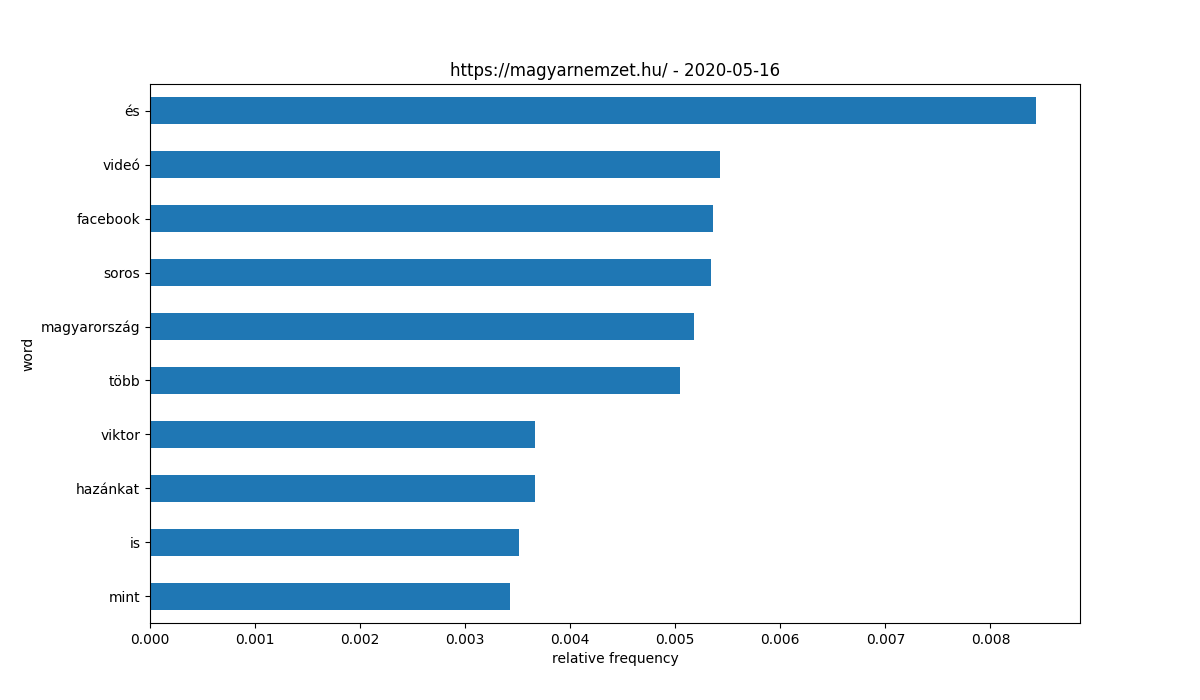 https://magyarnemzet.hu/ - 2020-05-16
és
videó
facebook
soros
magyarország
több
viktor
hazánkat
is
mint
word
0.000 0.001 0.002 0.003 0.004 0.005 0.006 0.007 0.008
relative frequency